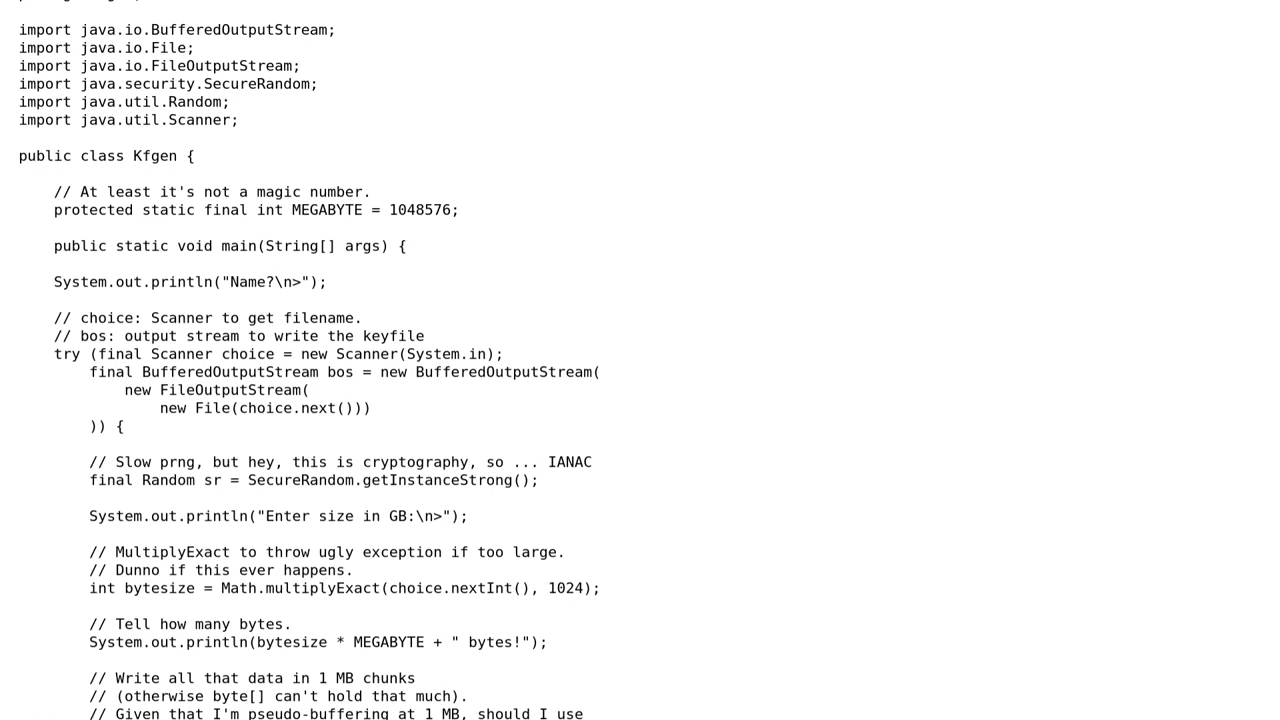 import java.io.BufferedOutputStream;
import java.io.File;
import java.io.FileOutputStream;
import java.security.SecureRandom;
import java.util.Random;
import java.util.Scanner;

public class Kfgen {

    // At least it's not a magic number.
    protected static final int MEGABYTE = 1048576;

    public static void main(String[] args) {

    System.out.println("Name?\n>");

    // choice: Scanner to get filename.
    // bos: output stream to write the keyfile
    try (final Scanner choice = new Scanner(System.in);
        final BufferedOutputStream bos = new BufferedOutputStream(
            new FileOutputStream(
                new File(choice.next()))
        )) {

        // Slow prng, but hey, this is cryptography, so ... IANAC
        final Random sr = SecureRandom.getInstanceStrong();

        System.out.println("Enter size in GB:\n>");

        // MultiplyExact to throw ugly exception if too large.
        // Dunno if this ever happens.
        int bytesize = Math.multiplyExact(choice.nextInt(), 1024);

        // Tell how many bytes.
        System.out.println(bytesize * MEGABYTE + " bytes!");

        // Write all that data in 1 MB chunks
        // (otherwise byte[] can't hold that much).
        // Given that I'm pseudo-buffering at 1 MB, should I use